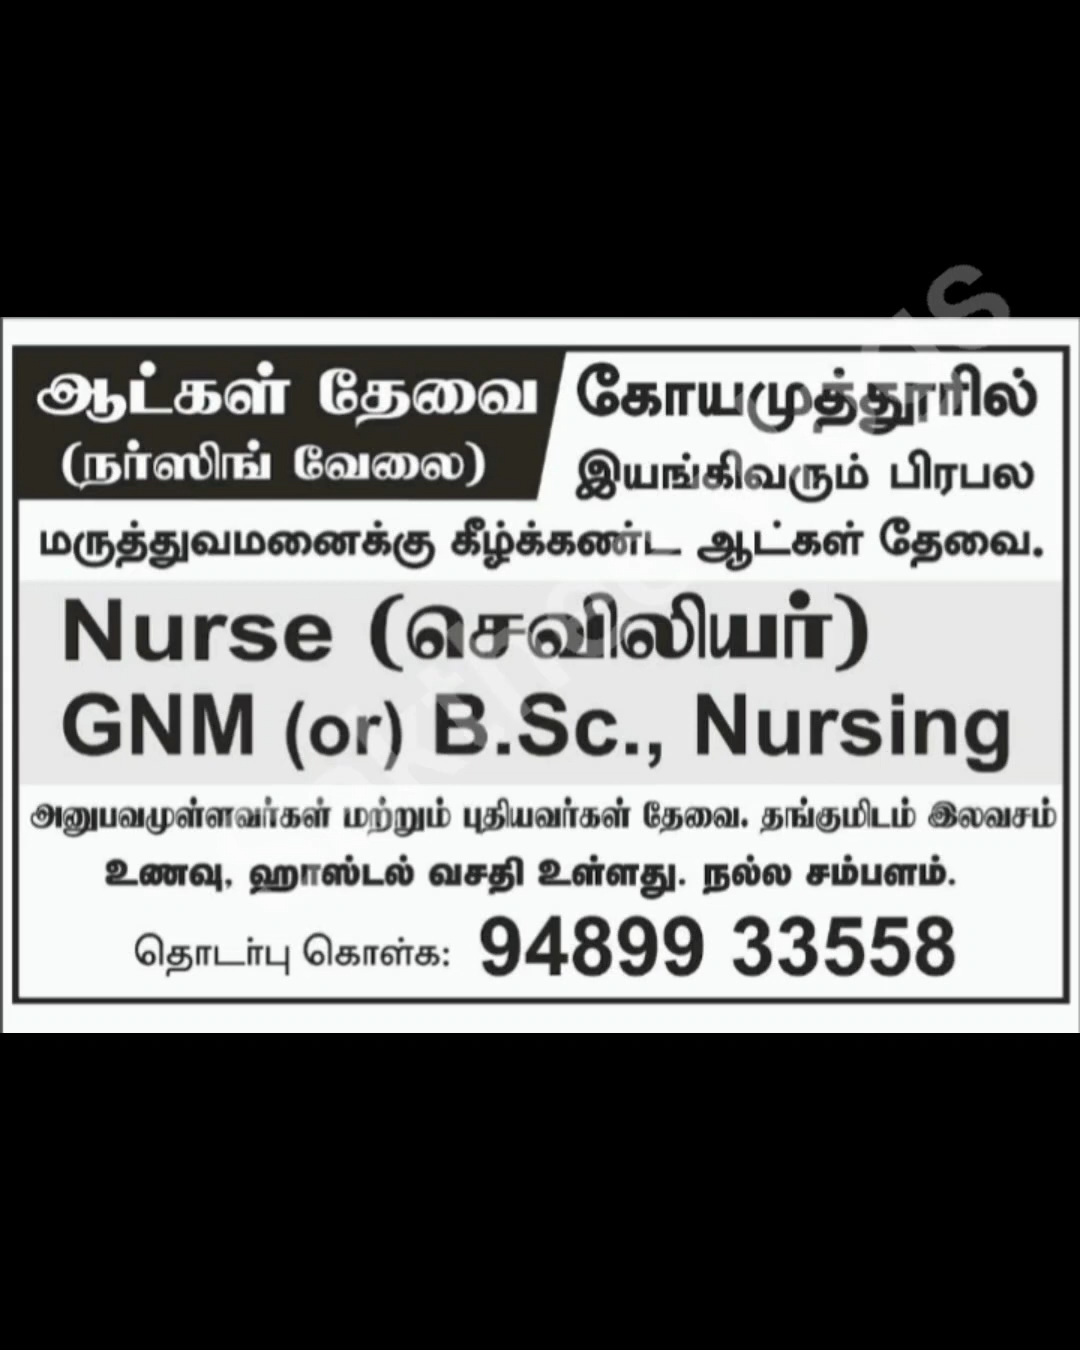 ஆட்கள் தேவை
(நர்ஸிங் வேலை)
கோயமுத்தூரில்
இயங்கிவரும் பிரபல
மருத்துவமனைக்கு கீழ்க்கண்ட ஆட்கள் தேவை.
Nurse (செவிலியர்)
GNM (or) B.Sc., Nursing
அனுபவமுள்ளவர்கள் மற்றும் புதியவர்கள் தேவை. தங்குமிடம் இலவசம்
உணவு, ஹாஸ்டல் வசதி உள்ளது. நல்ல சம்பளம்.
தொடர்பு கொள்க: 94899 33558